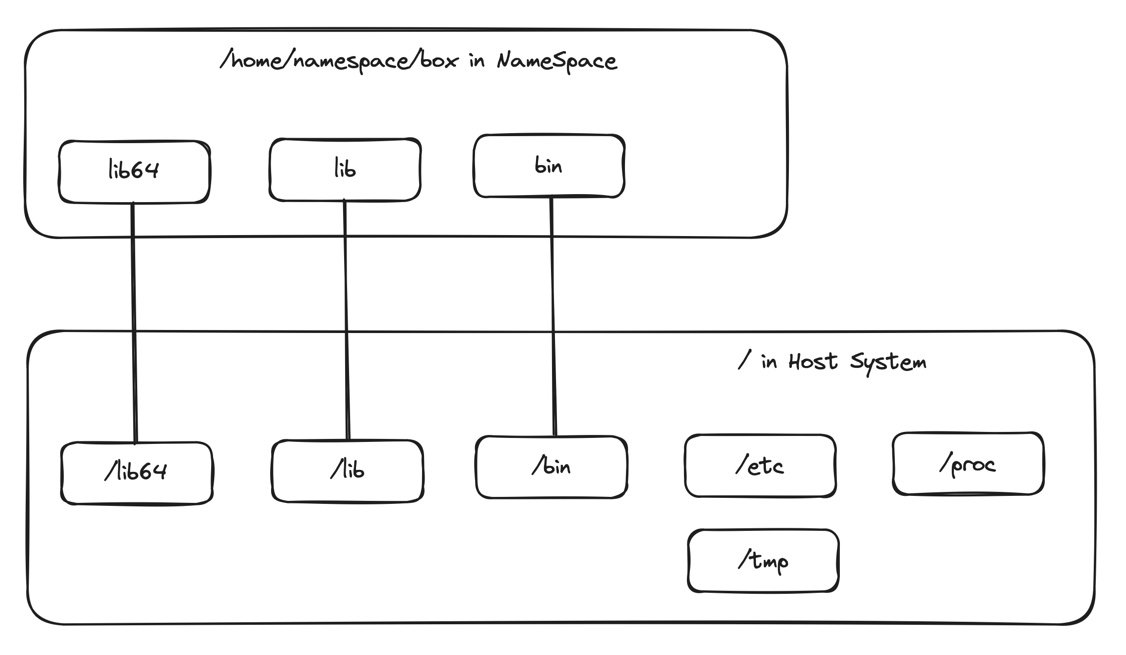 /home/namespace/box in NameSpace
lib64
lib
bin
/ in Host System
/lib64
/lib
/bin
/etc
/proc
/tmp